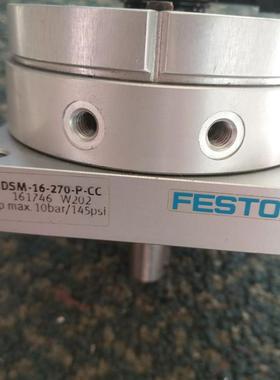 DSM-16-270-P-CC
161746 W202
p max. 10bar/145psi
FESTO